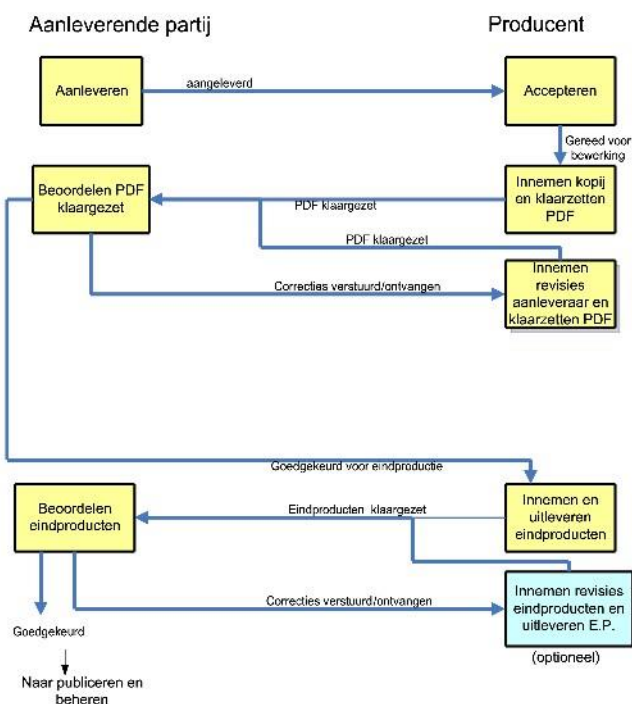 Aanleverende partij
Producent
Aanleveren
aangeleverd
Accepteren
Gereed voor
bewerking
Beoordelen PDF
klaargezet
PDF klaargezet
Innemen kopij
en klaarzetten
PDF
PDF klaargezet
Correcties verstuurd/ontvangen
Innemen
revisies
aanleveraar en
klaarzetten PDF
Goedgekeurd voor eindproductie
Beoordelen
eindproducten
Eindproducten klaargezet
Innemen en
uitleveren
eindproducten
Correcties verstuurd/ontvangen
Innemen revisies
eindproducten en
uitleveren E.P.
(optioneel)
Goedgekeurd
Naar publiceren en
beheren